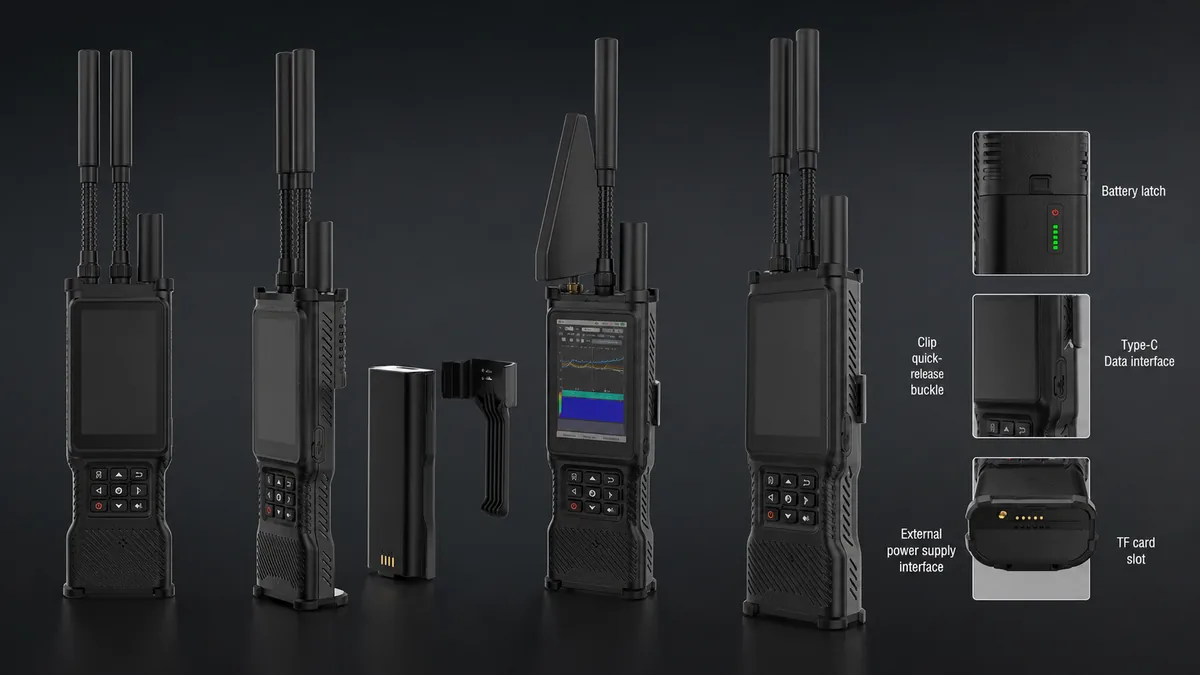 Battery latch
Clip
quick-
release
buckle
Type-C
Data interface
External
power supply
interface
TF card
slot